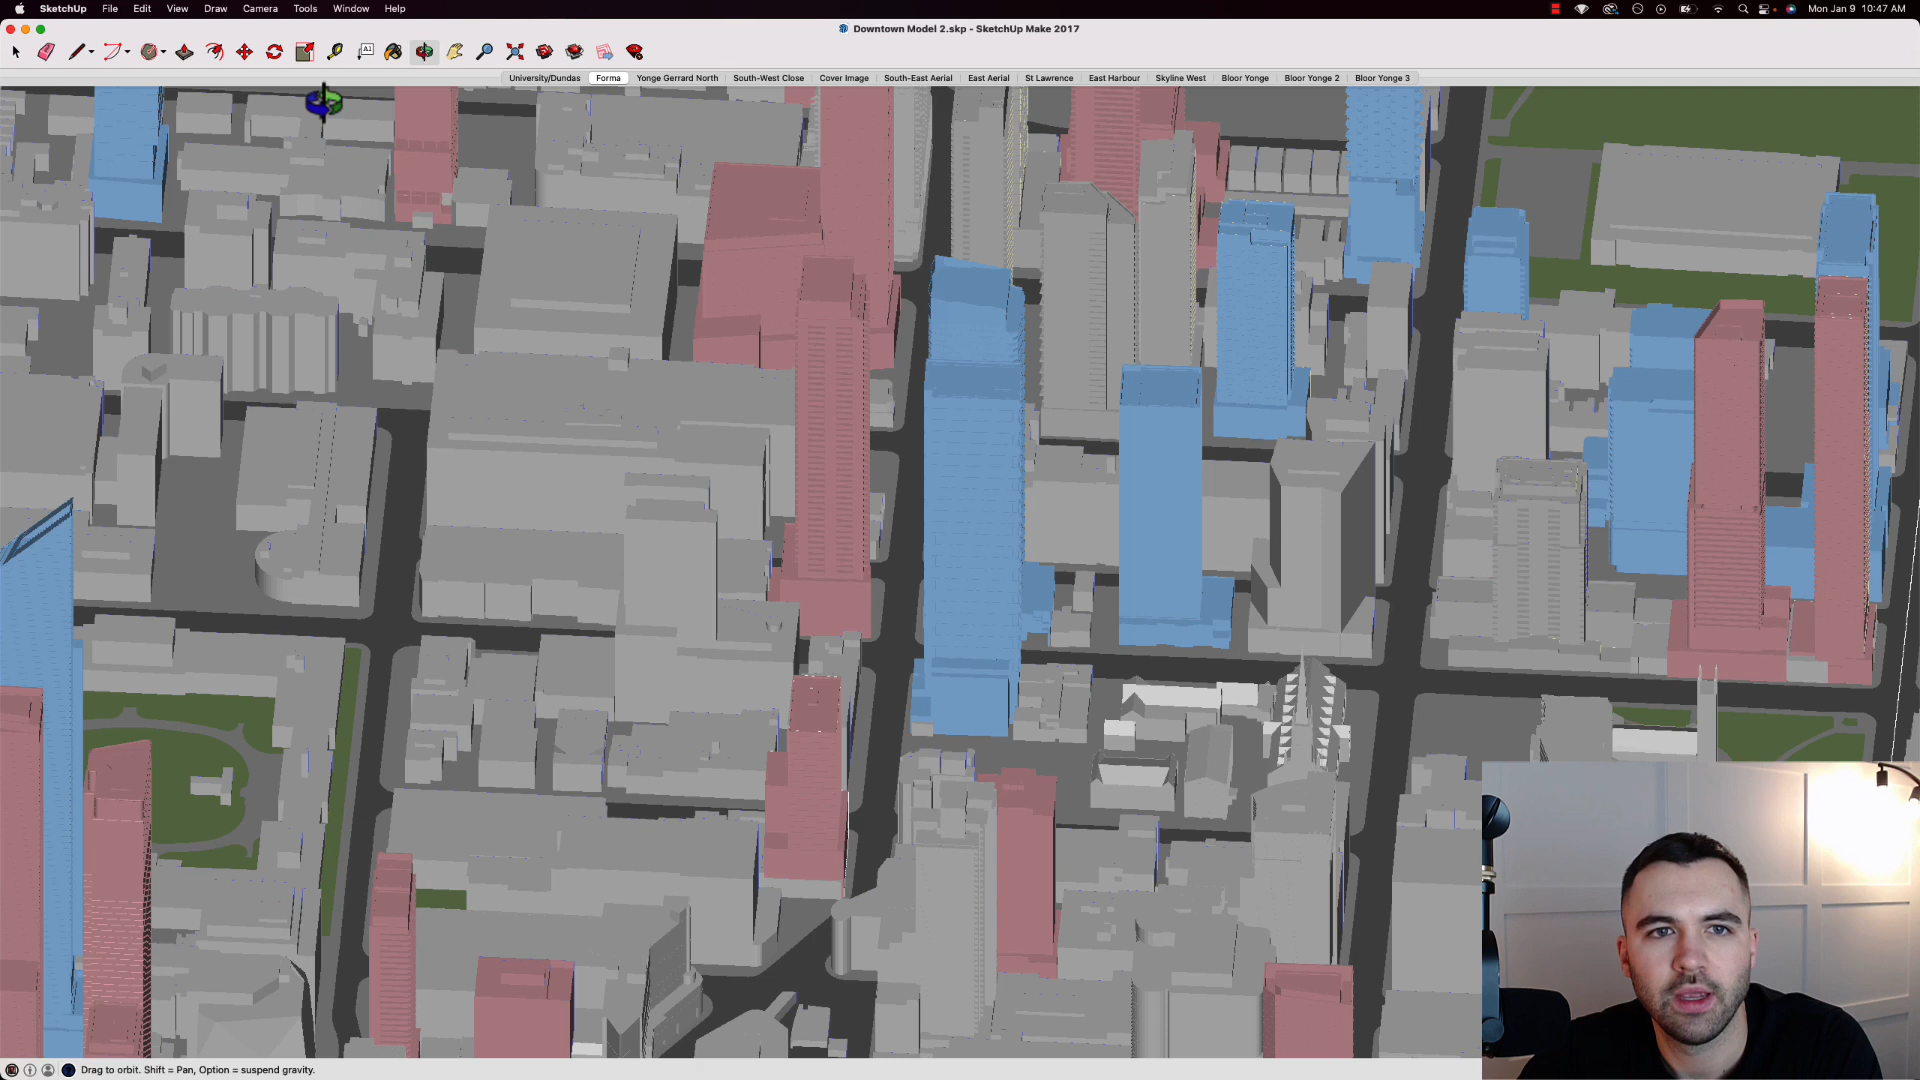 SketchUp File Edit View Draw Camera Tools Window Help
Mon Jan 9 10:47 AM
Downtown Model 2.skp - SketchUp Make 2017
A1
University/Dundas Forma Yonge Gerrard North South-West Close Cover Image South-East Aerial East Aerial St Lawrence East Harbour Skyline West Bloor Yonge Bloor Yonge 2 Bloor Yonge 3
Drag to orbit. Shift = Pan, Option = suspend gravity.